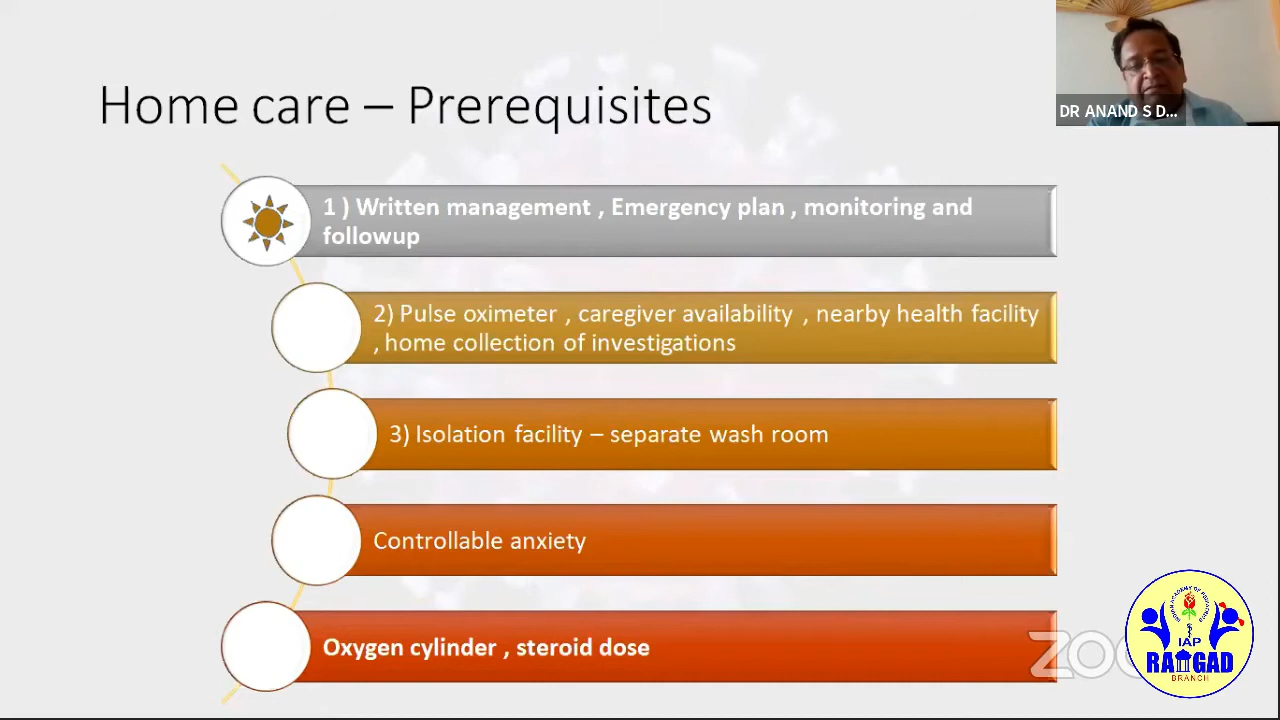 Home care – Prerequisites
DR ANAND S D...
1 ) Written management , Emergency plan , monitoring and
followup
2) Pulse oximeter , caregiver availability , nearby health facility
, home collection of investigations
3) Isolation facility – separate wash room
Controllable anxiety
Oxygen cylinder , steroid dose
IAP
RAIGAD
BRANCH